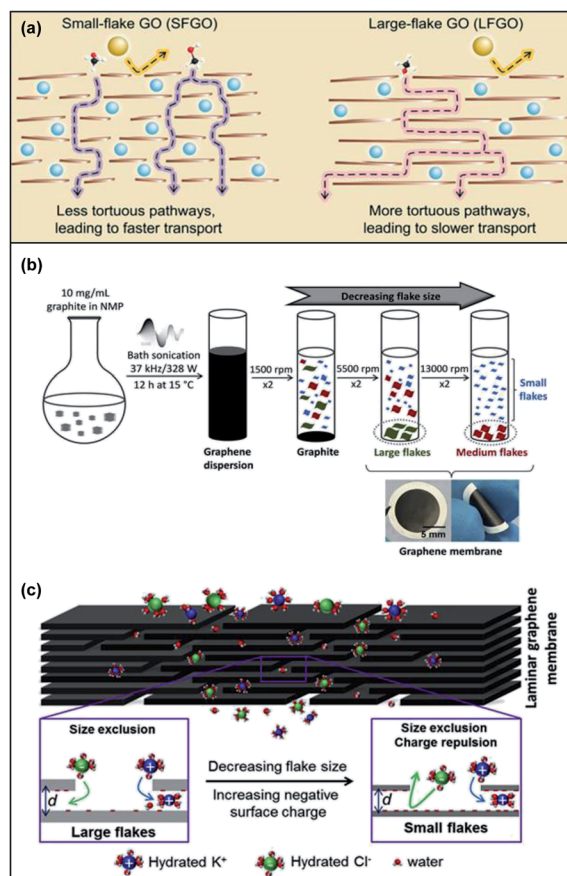 (a)
Small-flake GO (SFGO)
Large-flake GO (LFGO)
Less tortuous pathways,
leading to faster transport
More tortuous pathways,
leading to slower transport
(b)
10 mg/mL
graphite in NMP
Bath sonication
37 kHz/328 W
12 h at 15 °C
Graphene
dispersion
Decreasing flake size
1500 rpm
x2
Graphite
5500 rpm
x2
Large flakes
13000 rpm
x2
Small
flakes
Medium flakes
5 mm
Graphene membrane
(c)
Laminar graphene
membrane
Size exclusion
d
Large flakes
Decreasing flake size
Increasing negative
surface charge
Size exclusion
Charge repulsion
d
Small flakes
Hydrated K⁺
Hydrated Cl⁻
water